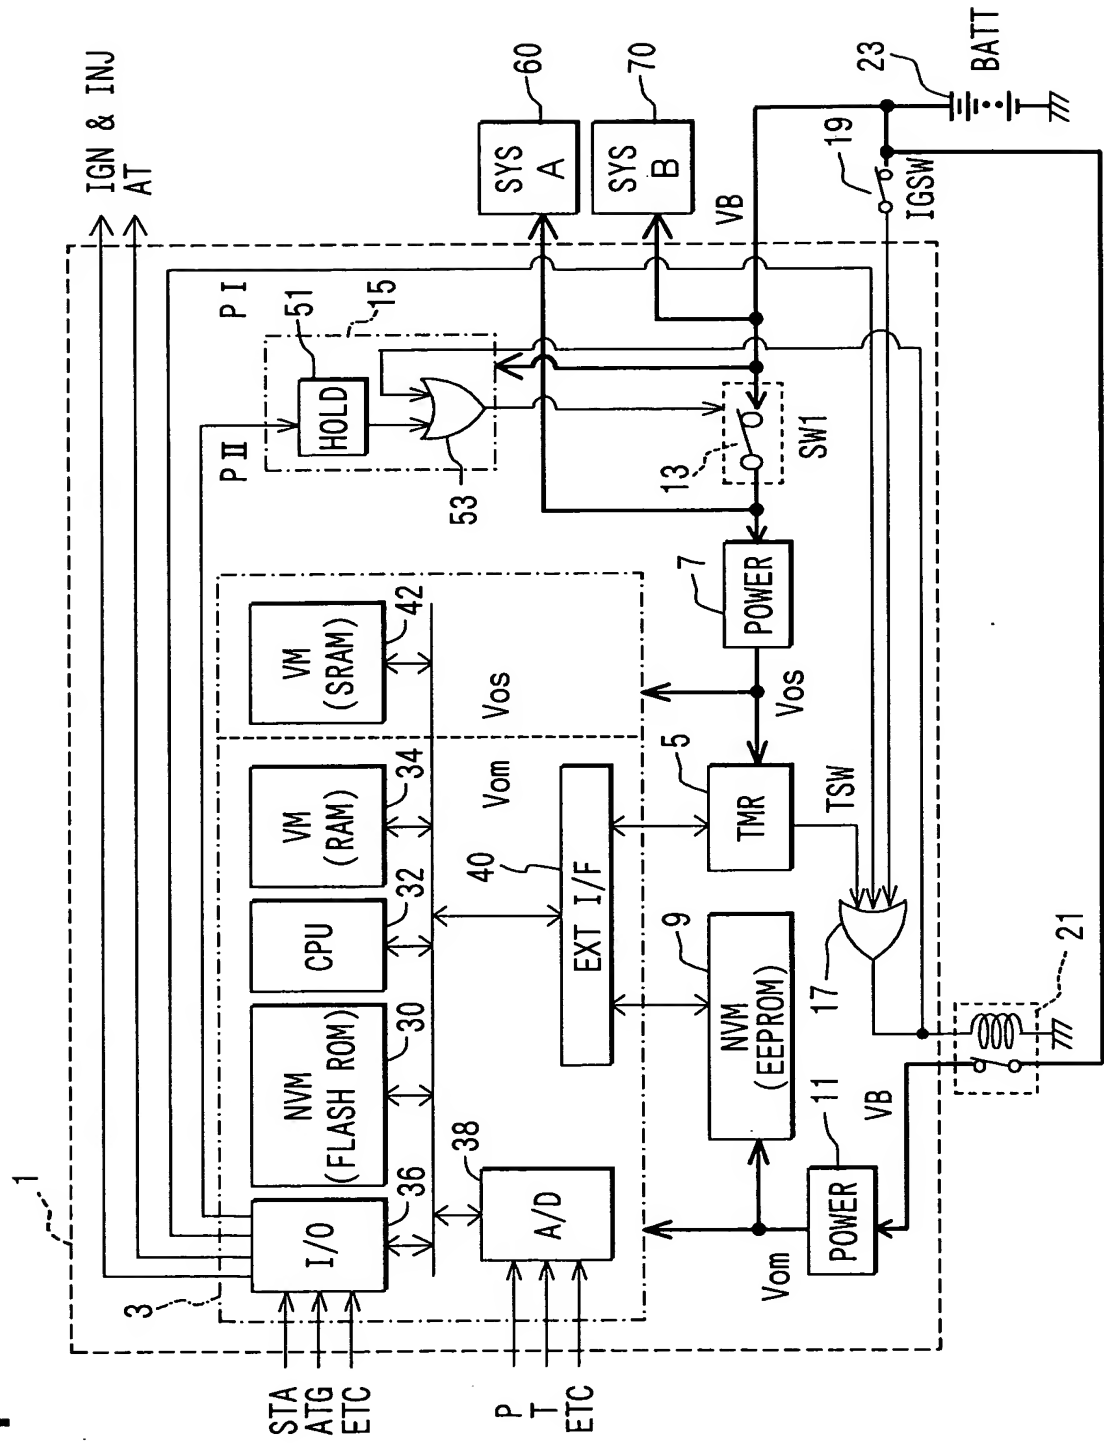 1
3
STA
ATG
ETC
I/O
36
NVM
(FLASH ROM)
30
CPU
32
VM
(RAM)
34
VM
(SRAM)
42
P II
P I
HOLD
51
15
53
IGN & INJ
AT
P
T
ETC
A/D
38
EXT I/F
40
Vom
Vos
SYS
A
60
SYS
B
70
Vom
POWER
11
NVM
(EEPROM)
9
TMR
5
TSW
Vos
POWER
7
13
SW1
VB
VB
17
21
19
IGSW
23
BATT